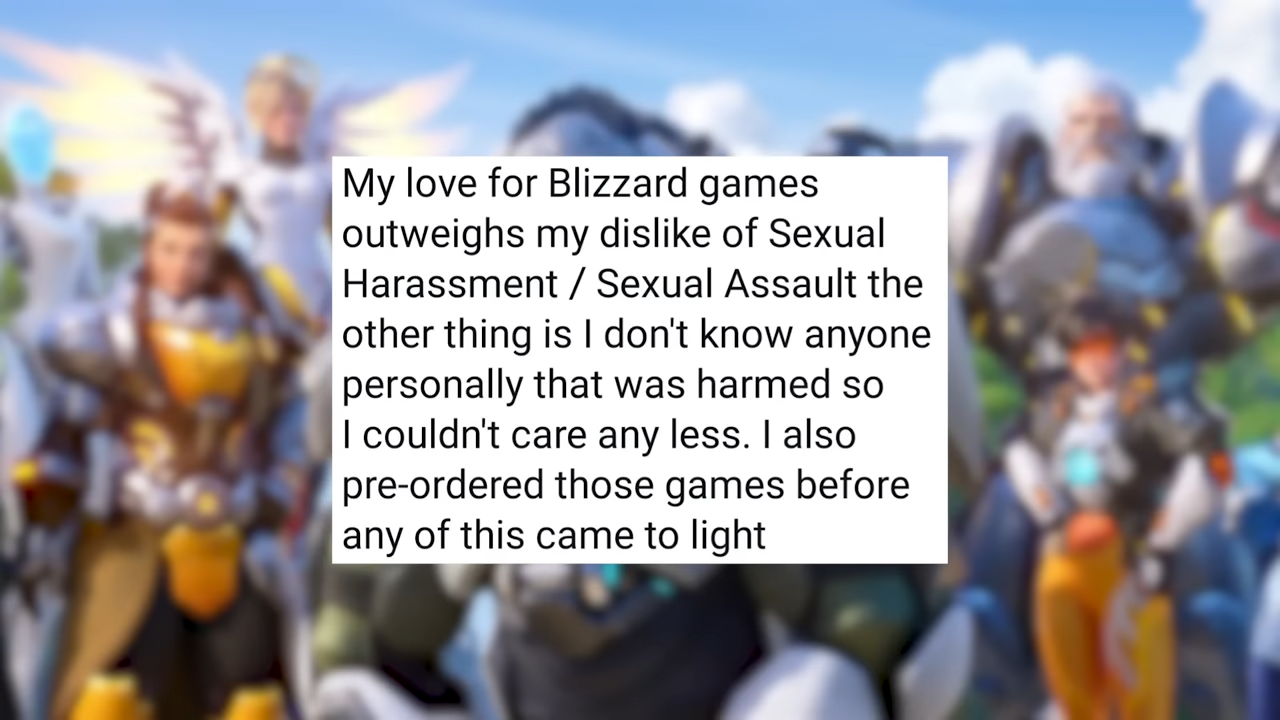 My love for Blizzard games
outweighs my dislike of Sexual
Harassment / Sexual Assault the
other thing is I don't know anyone
personally that was harmed so
I couldn't care any less. I also
pre-ordered those games before
any of this came to light